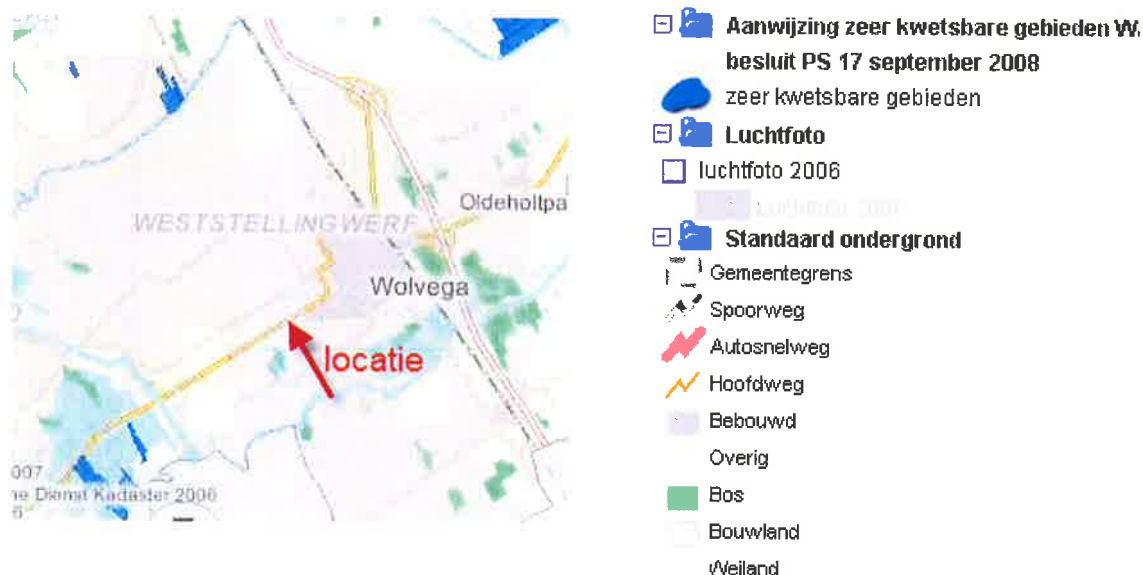 WESTSTELLINGWERF
Oldeholtpa
Wolvega
locatie
007
Dienst Kadaster 2006
Aanwijzing zeer kwetsbare gebieden W.
besluit PS 17 september 2008
zeer kwetsbare gebieden
Luchtfoto
luchtfoto 2006
Standaard ondergrond
Gemeentegrens
Spoorweg
Autosnelweg
Hoofdweg
Bebouwd
Overig
Bos
Bouwland
Weiland